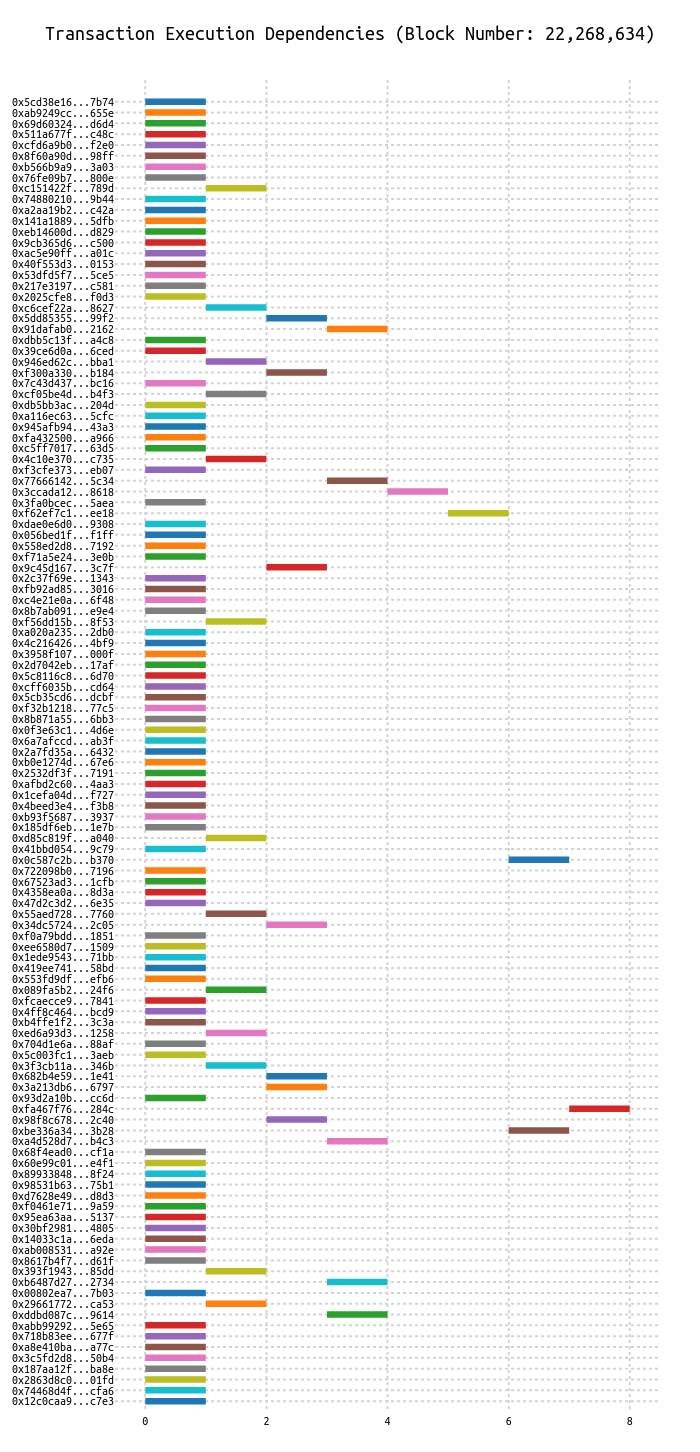 Transaction Execution Dependencies (Block Number: 22,268,634)
0x5cd38e16...7b74
0xab9249cc...655e
0x69d60324...d6d4
0x511a677f...c48c
0xcfd6a9b0...f2e0
0x8f60a90d...98ff
0xb566b9a9...3a03
0x76fe09b7...800e
0xc151422f...789d
0x74880210...9b44
0xa2aa19b2...c42a
0x141a1889...5dfb
0xeb14600d...d829
0x9cb365d6...c500
0xac5e90ff...a01c
0x40f553d3...0153
0x53dfd5f7...5ce5
0x217e3197...c581
0x2025cfe8...f0d3
0xc6cef22a...8627
0x5dd85355...99f2
0x91dafab0...2162
0xdbb5c13f...a4c8
0x39ce6d0a...6ced
0x946ed62c...bba1
0xf300a330...b184
0x7c43d437...bc16
0xcf05be4d...b4f3
0xdb5bb3ac...204d
0xa116ec63...5cfc
0x945afb94...43a3
0xfa432500...a966
0xc5ff7017...63d5
0x4c10e370...c735
0xf3cfe373...eb07
0x77666142...5c34
0x3ccada12...8618
0x3fa0bcec...5aea
0xf62ef7c1...ee18
0xdae0e6d0...9308
0x056bed1f...f1ff
0x558ed2d8...7192
0xf71a5e24...3e0b
0x9c45d167...3c7f
0x2c37f69e...1343
0xfb92ad85...3016
0xc4e21e0a...6f48
0x8b7ab091...e9e4
0xf56dd15b...8f53
0xa020a235...2db0
0x4c216426...4bf9
0x3958f107...000f
0x2d7042eb...17af
0x5c8116c8...6d70
0xcff6035b...cd64
0x5cb35cd6...dcbf
0xf32b1218...77c5
0x8b871a55...6bb3
0x0f3e63c1...4d6e
0x6a7afccd...ab3f
0x2a7fd35a...6432
0xb0e1274d...67e6
0x2532df3f...7191
0xafbd2c60...4aa3
0x1cefa04d...f727
0x4beed3e4...f3b8
0xb93f5687...3937
0x185df6eb...1e7b
0xd85c819f...a040
0x41bbd054...9c79
0x0c587c2b...b370
0x722098b0...7196
0x67523ad3...1cfb
0x4358ea0a...8d3a
0x47d2c3d2...6e35
0x55aed728...7760
0x34dc5724...2c05
0xf0a79bdd...1851
0xee6580d7...1509
0x1ede9543...71bb
0x419ee741...58bd
0x553fd9df...efb6
0x089fa5b2...24f6
0xfcaecce9...7841
0x4ff8c464...bcd9
0xb4ffe1f2...3c3a
0xed6a93d3...1258
0x704d1e6a...88af
0x5c003fc1...3aeb
0x3f3cb11a...346b
0x682b4e59...1e41
0x3a213db6...6797
0x93d2a10b...cc6d
0xfa467f76...284c
0x98f8c678...2c40
0xbe336a34...3b28
0xa4d528d7...b4c3
0x68f4ead0...cf1a
0x60e99c01...e4f1
0x89933848...8f24
0x98531b63...75b1
0xd7628e49...d8d3
0xf0461e71...9a59
0x95ea63aa...5137
0x30bf2981...4805
0x14033c1a...6eda
0xab008531...a92e
0x8617b4f7...d61f
0x393f1943...85dd
0xb6487d27...2734
0x00802ea7...7b03
0x29661772...ca53
0xddbd087c...9614
0xabb99292...5e65
0x718b83ee...677f
0xa8e410ba...a77c
0x3c5fd2d8...50b4
0x187aa12f...ba8e
0x2863d8c0...01fd
0x74468d4f...cfa6
0x12c0caa9...c7e3
0 2 4 6 8